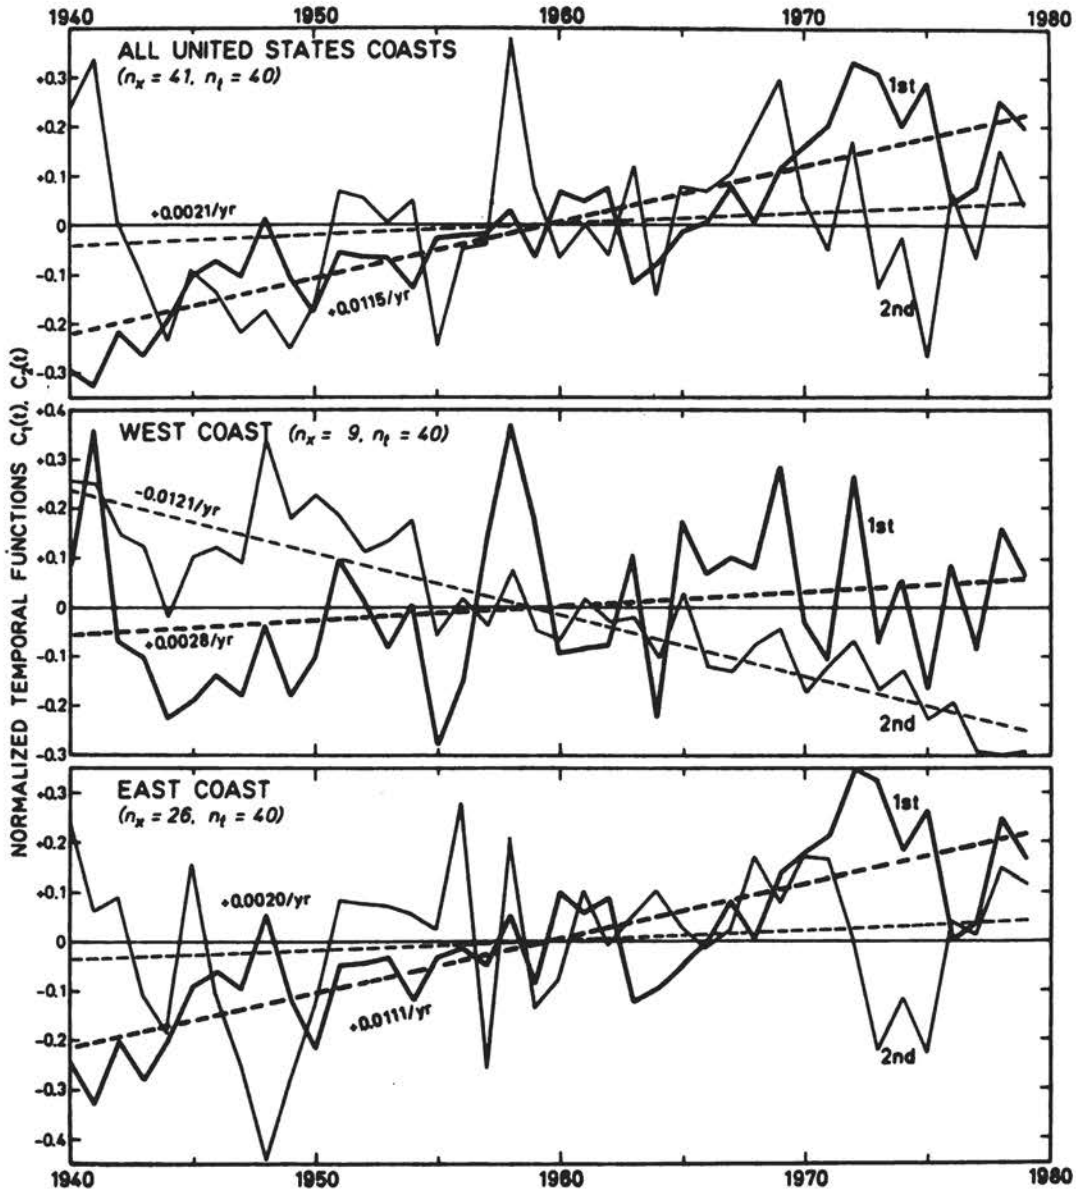 1940 1950 1960 1970 1980
NORMALIZED TEMPORAL FUNCTIONS C₁(t), C₂(t)
ALL UNITED STATES COASTS
(nₓ = 41, nₜ = 40)
+0.3
+0.2
+0.1
0
-0.1
-0.2
-0.3
1st
+0.0021/yr
+0.0115/yr
2nd
+0.4
WEST COAST (nₓ = 9, nₜ = 40)
+0.3
+0.2
+0.1
0
-0.1
-0.2
-0.3
-0.0121/yr
1st
+0.0028/yr
2nd
EAST COAST
(nₓ = 26, nₜ = 40)
+0.3
+0.2
+0.1
0
-0.1
-0.2
-0.3
-0.4
1st
+0.0020/yr
+0.0111/yr
2nd
1940 1950 1960 1970 1980